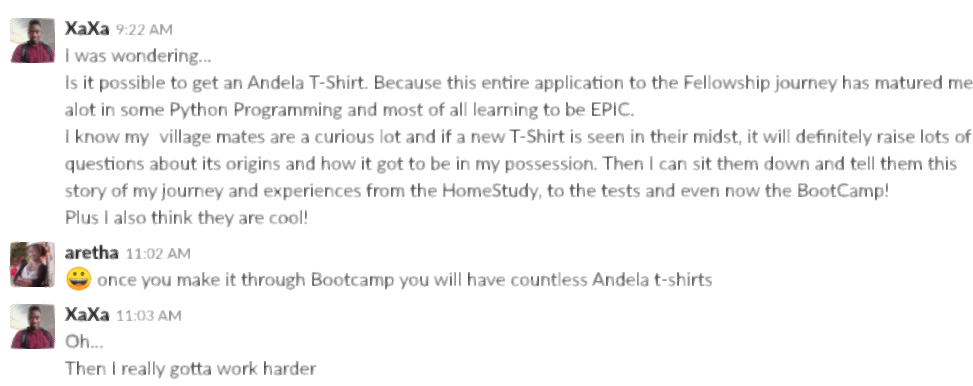 XaXa 9:22 AM
I was wondering...
Is it possible to get an Andela T-Shirt. Because this entire application to the Fellowship journey has matured me
alot in some Python Programming and most of all learning to be EPIC.
I know my village mates are a curious lot and if a new T-Shirt is seen in their midst, it will definitely raise lots of
questions about its origins and how it got to be in my possession. Then I can sit them down and tell them this
story of my journey and experiences from the HomeStudy, to the tests and even now the BootCamp!
Plus I also think they are cool!
aretha 11:02 AM
😀 once you make it through Bootcamp you will have countless Andela t-shirts
XaXa 11:03 AM
Oh...
Then I really gotta work harder